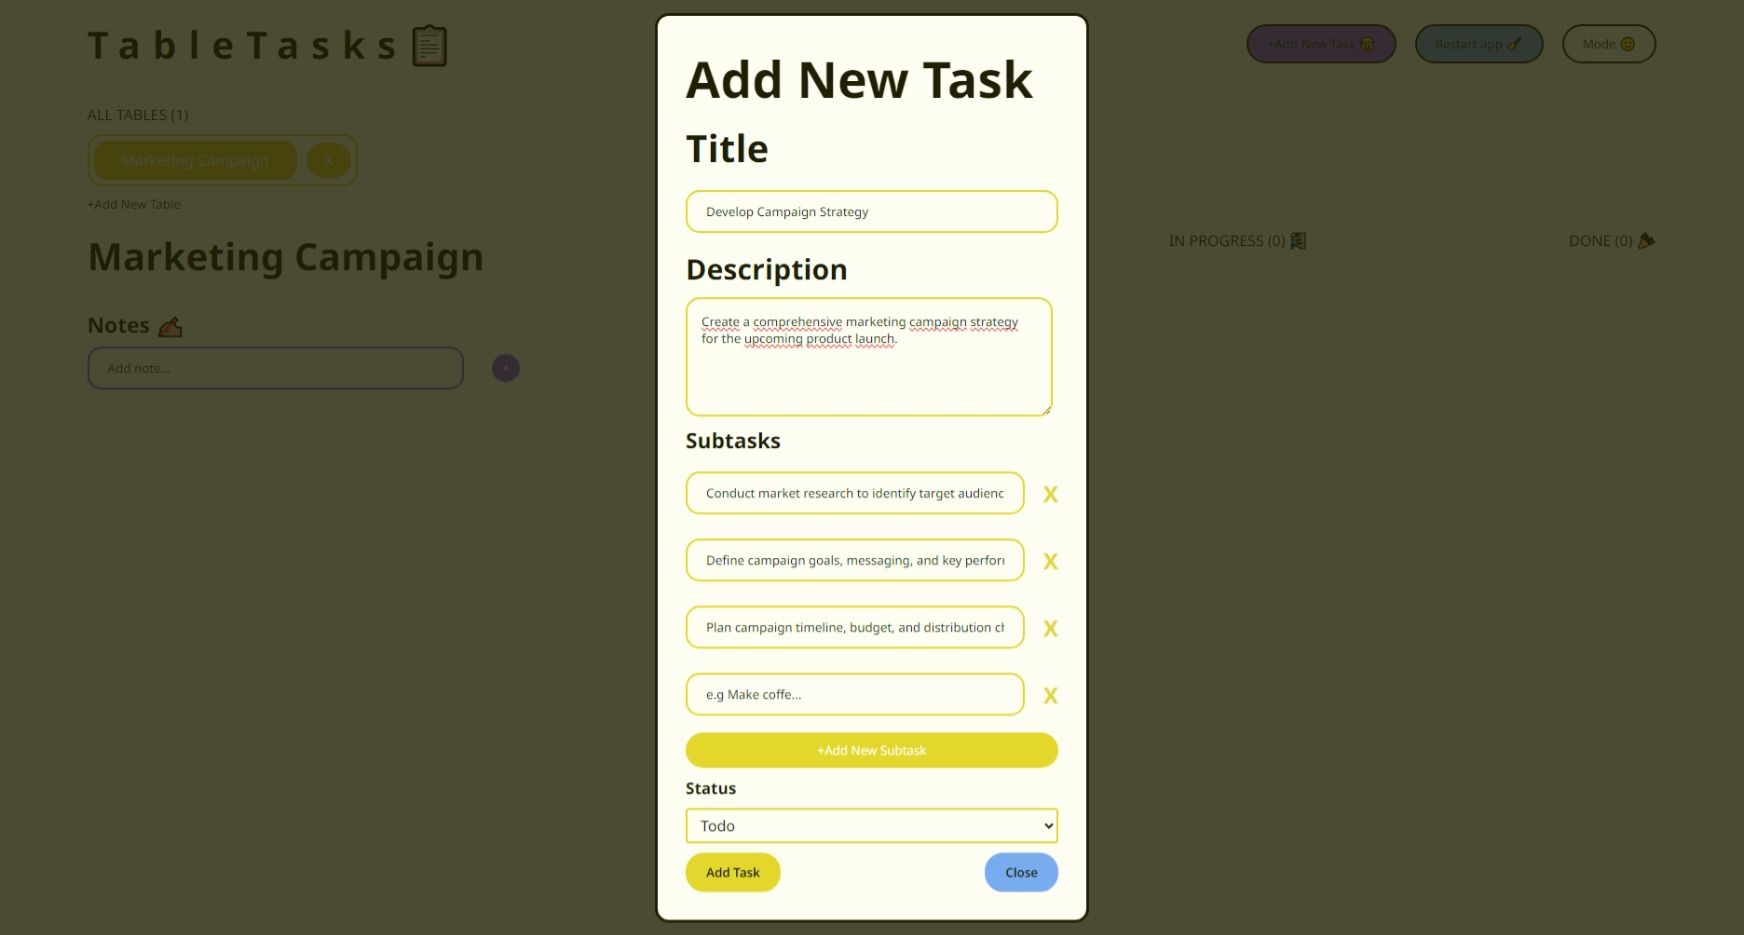 TableTasks
+Add New Task
Restart app
Mode
ALL TABLES (1)
Marketing Campaign
X
+Add New Table
Marketing Campaign
IN PROGRESS (0)
DONE (0)
Notes
Add note...
+
Add New Task
Title
Develop Campaign Strategy
Description
Create a comprehensive marketing campaign strategy
for the upcoming product launch.
Subtasks
Conduct market research to identify target audienc
X
Define campaign goals, messaging, and key perfor
X
Plan campaign timeline, budget, and distribution ch
X
e.g Make coffe...
X
+Add New Subtask
Status
Todo
Add Task
Close